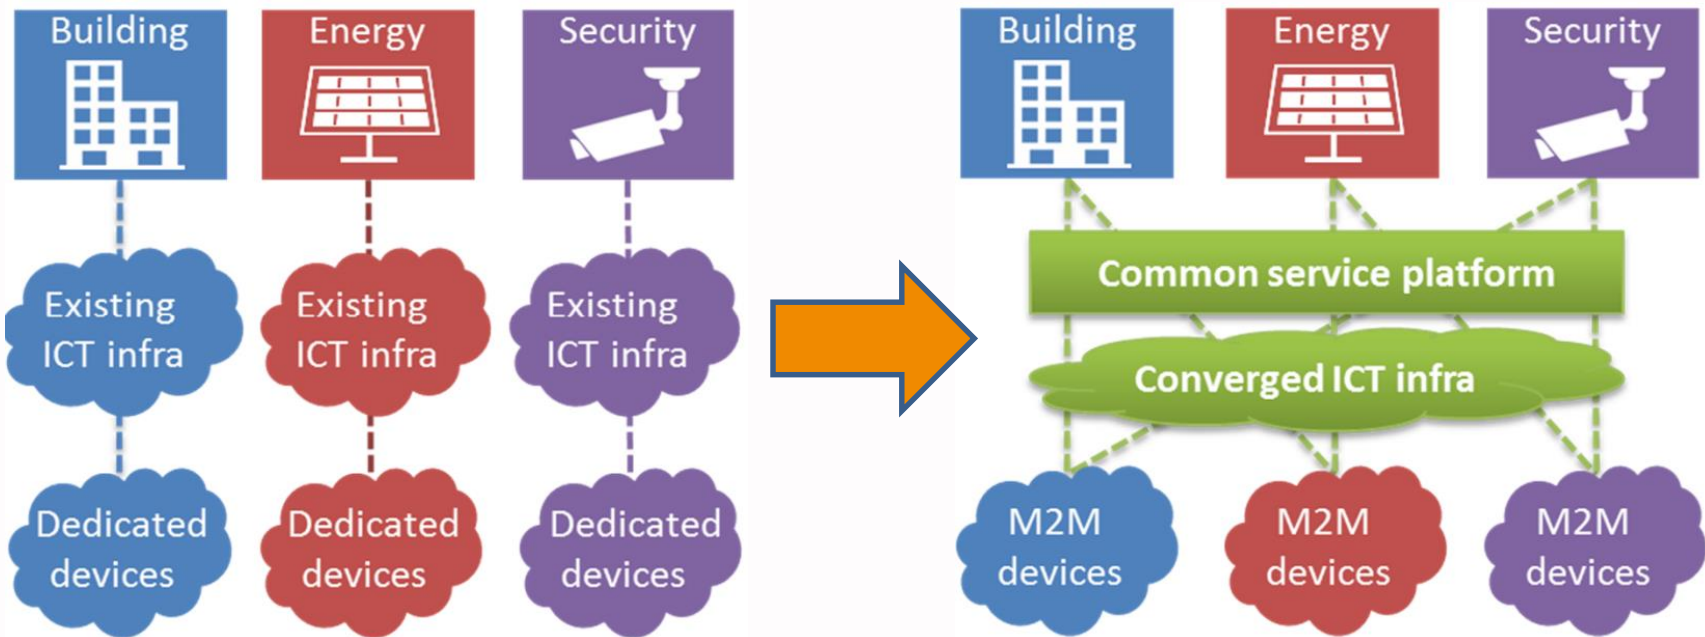 Building
Energy
Security
Existing
ICT infra
Existing
ICT infra
Existing
ICT infra
Dedicated
devices
Dedicated
devices
Dedicated
devices
Building
Energy
Security
Common service platform
Converged ICT infra
M2M
devices
M2M
devices
M2M
devices